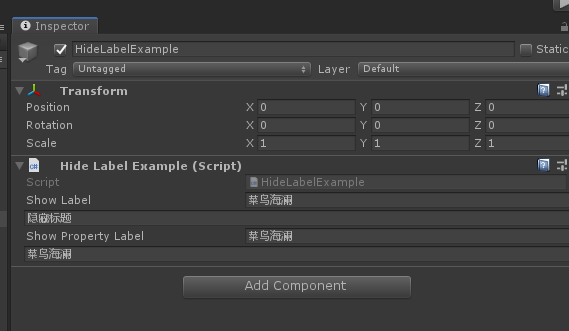 Inspector
HideLabelExample Static
Tag Untagged Layer Default
Transform
Position X 0 Y 0 Z 0
Rotation X 0 Y 0 Z 0
Scale X 1 Y 1 Z 1
Hide Label Example (Script)
Script HideLabelExample
Show Label 菜鸟海澜
隐藏标题
Show Property Label 菜鸟海澜
菜鸟海澜
Add Component